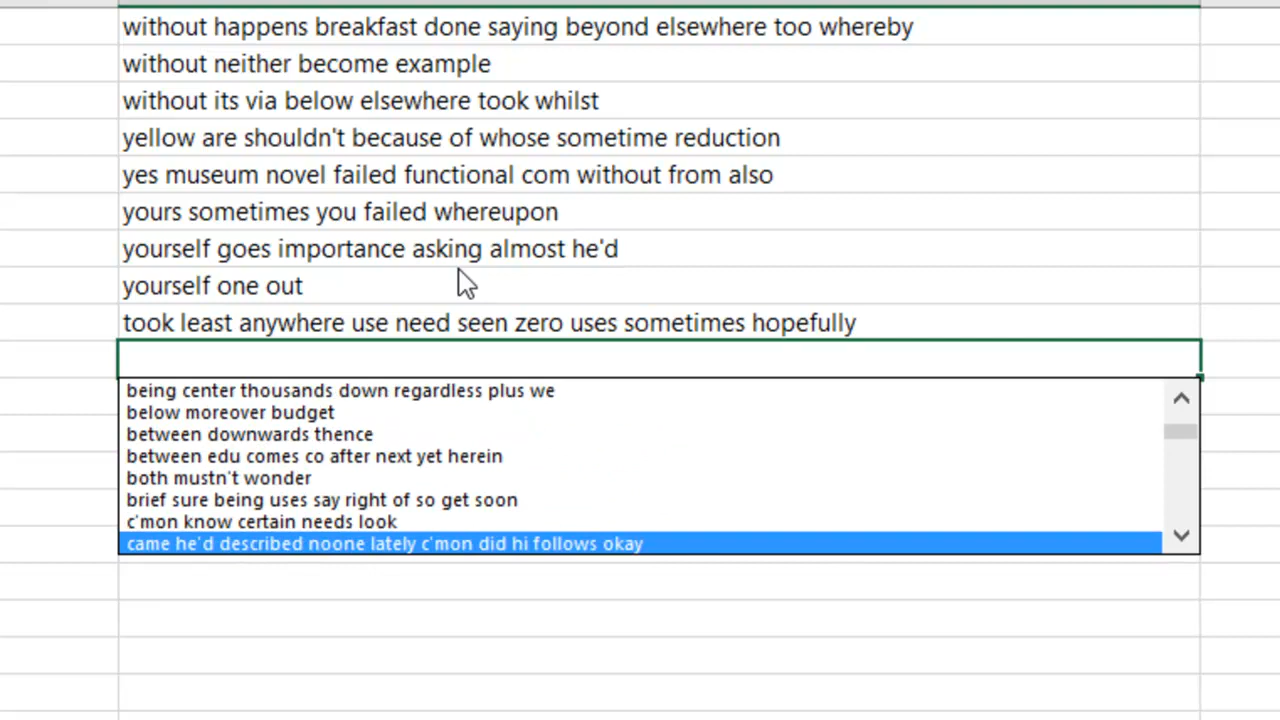 without happens breakfast done saying beyond elsewhere too whereby
without neither become example
without its via below elsewhere took whilst
yellow are shouldn't because of whose sometime reduction
yes museum novel failed functional com without from also
yours sometimes you failed whereupon
yourself goes importance asking almost he'd
yourself one out
took least anywhere use need seen zero uses sometimes hopefully
being center thousands down regardless plus we
below moreover budget
between downwards thence
between edu comes co after next yet herein
both mustn't wonder
brief sure being uses say right of so get soon
c'mon know certain needs look
came he'd described noone lately c'mon did hi follows okay